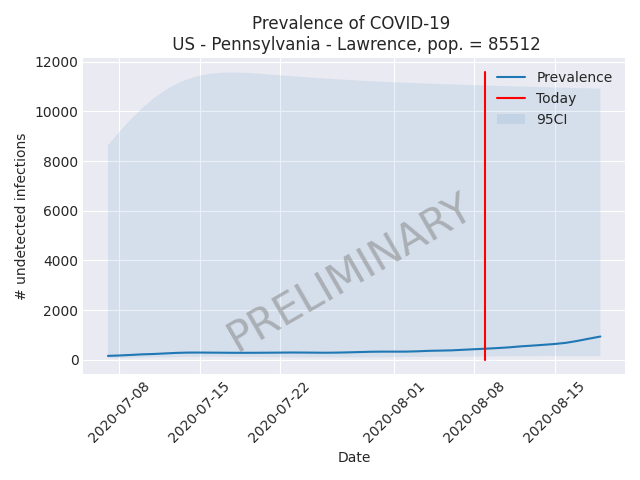 Prevalence of COVID-19
US - Pennsylvania - Lawrence, pop. = 85512
12000
10000
8000
6000
4000
2000
0
# undetected infections
Prevalence
Today
95CI
PRELIMINARY
2020-07-08
2020-07-15
2020-07-22
2020-08-01
2020-08-08
2020-08-15
Date